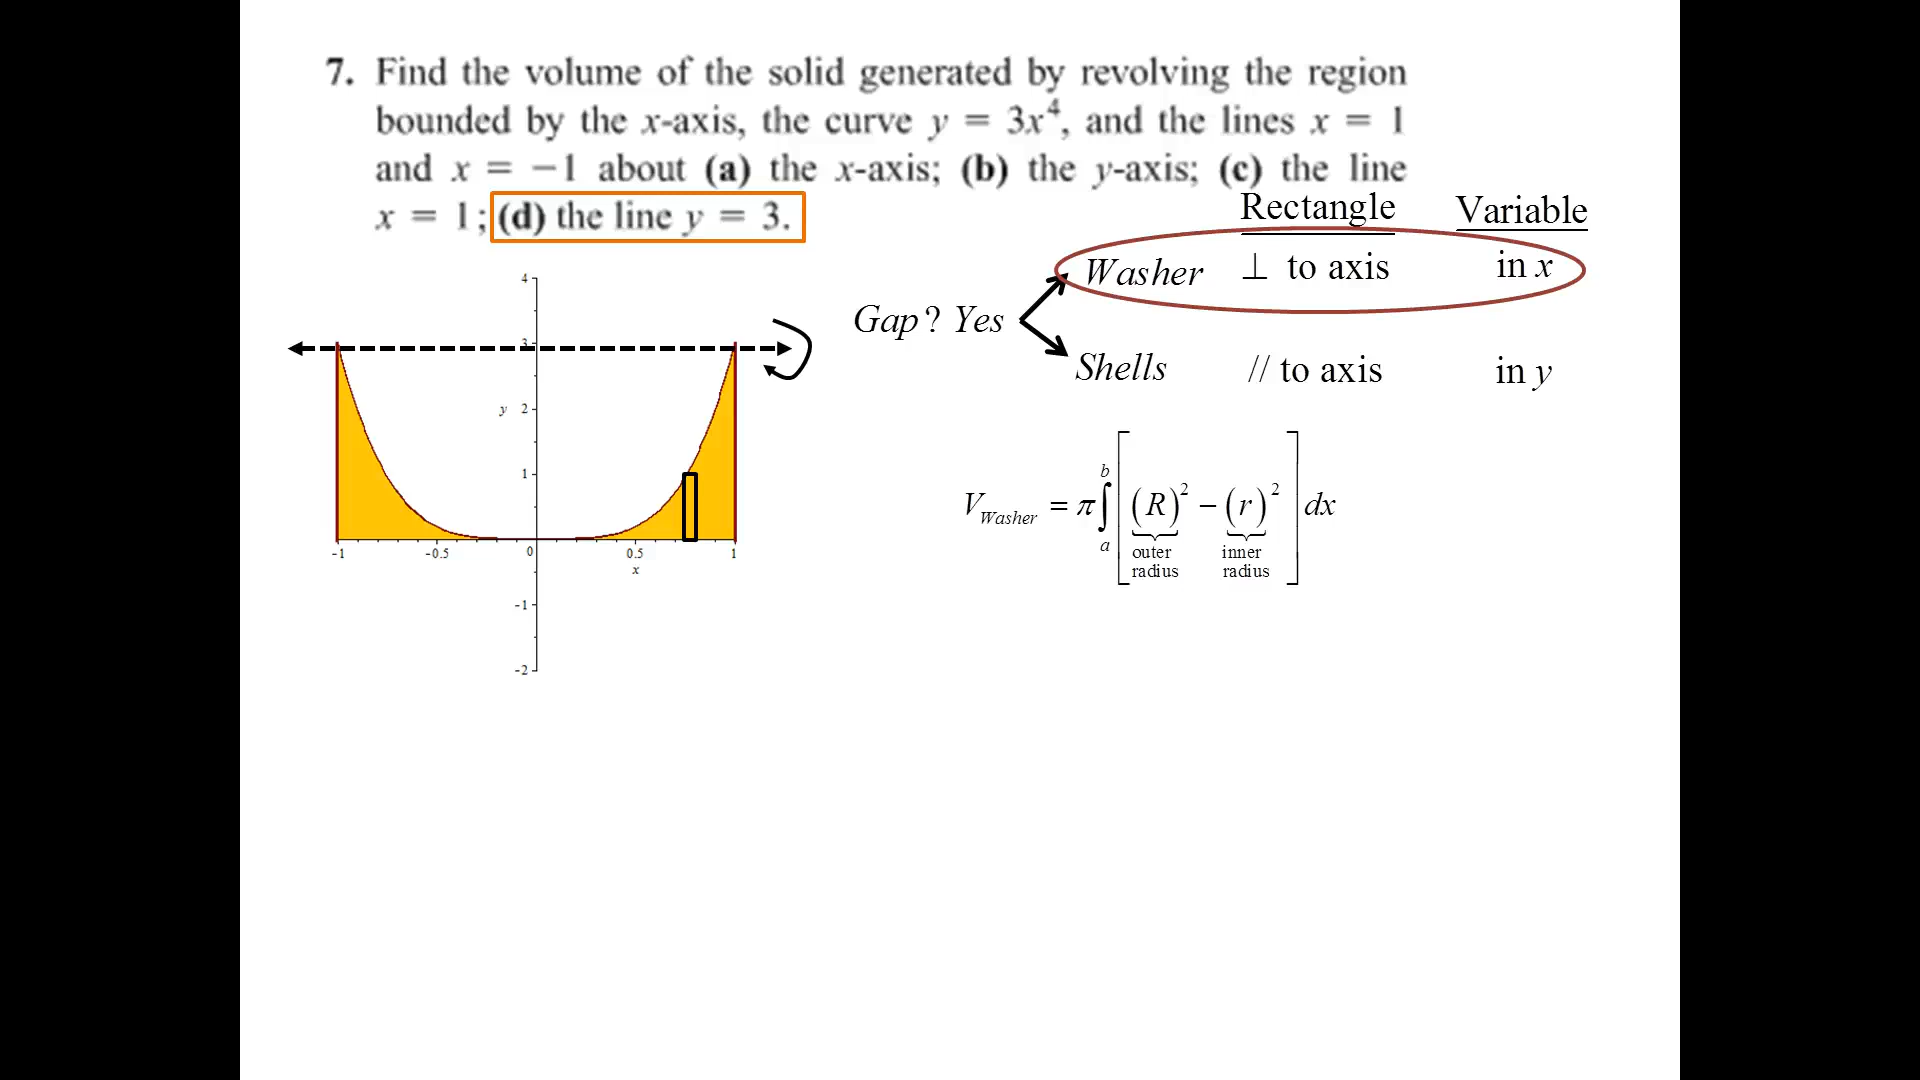 7. Find the volume of the solid generated by revolving the region
bounded by the x-axis, the curve y = 3x⁴, and the lines x = 1
and x = −1 about (a) the x-axis; (b) the y-axis; (c) the line
x = 1; (d) the line y = 3.
Rectangle Variable
Washer ⊥ to axis in x
Gap? Yes
Shells // to axis in y
4
3
y 2
1
-1 -0.5 0 0.5 1
x
-1
-2
V_Washer = π∫_a^b [(R)² − (r)²] dx
outer inner
radius radius